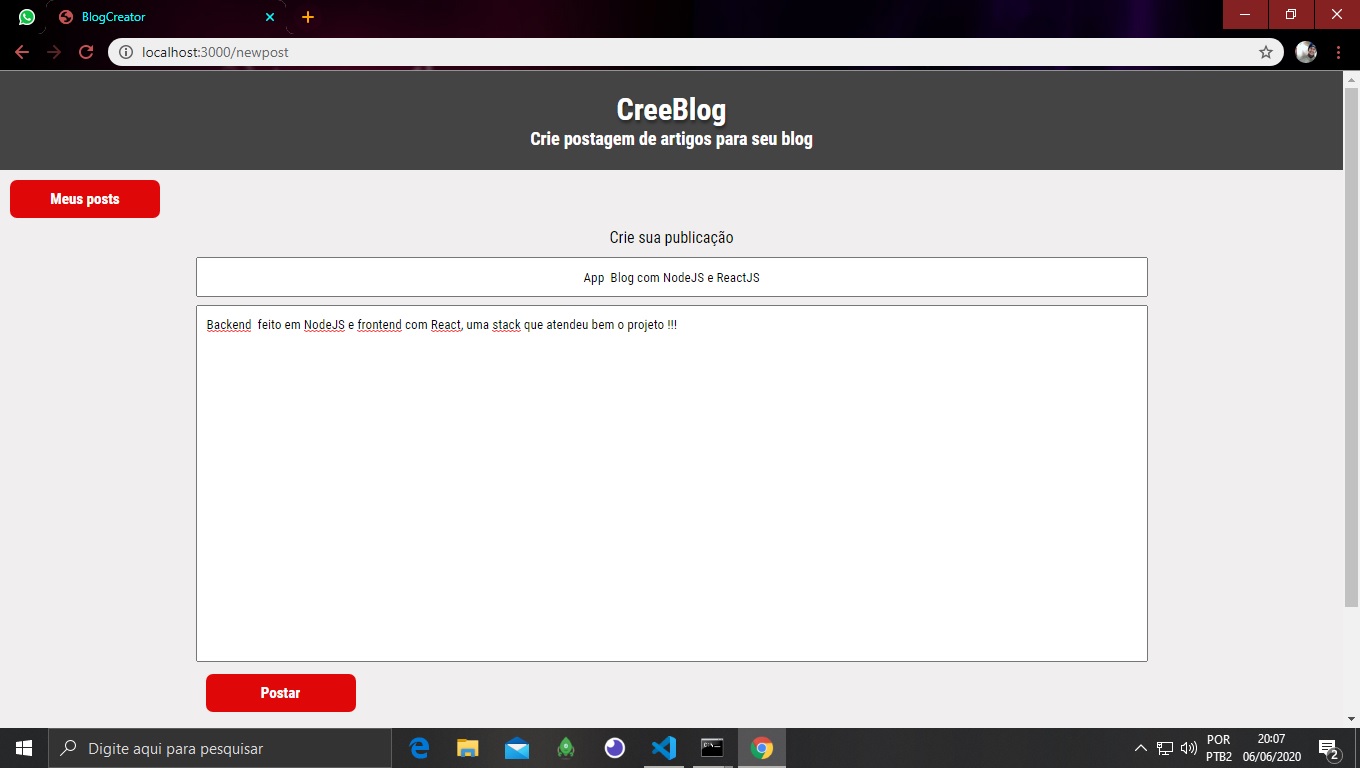 BlogCreator
localhost:3000/newpost
CreeBlog
Crie postagem de artigos para seu blog
Meus posts
Crie sua publicação
App  Blog com NodeJS e ReactJS
Backend  feito em NodeJS e frontend com React, uma stack que atendeu bem o projeto !!!
Postar
Digite aqui para pesquisar
POR
PTB2
20:07
06/06/2020
2